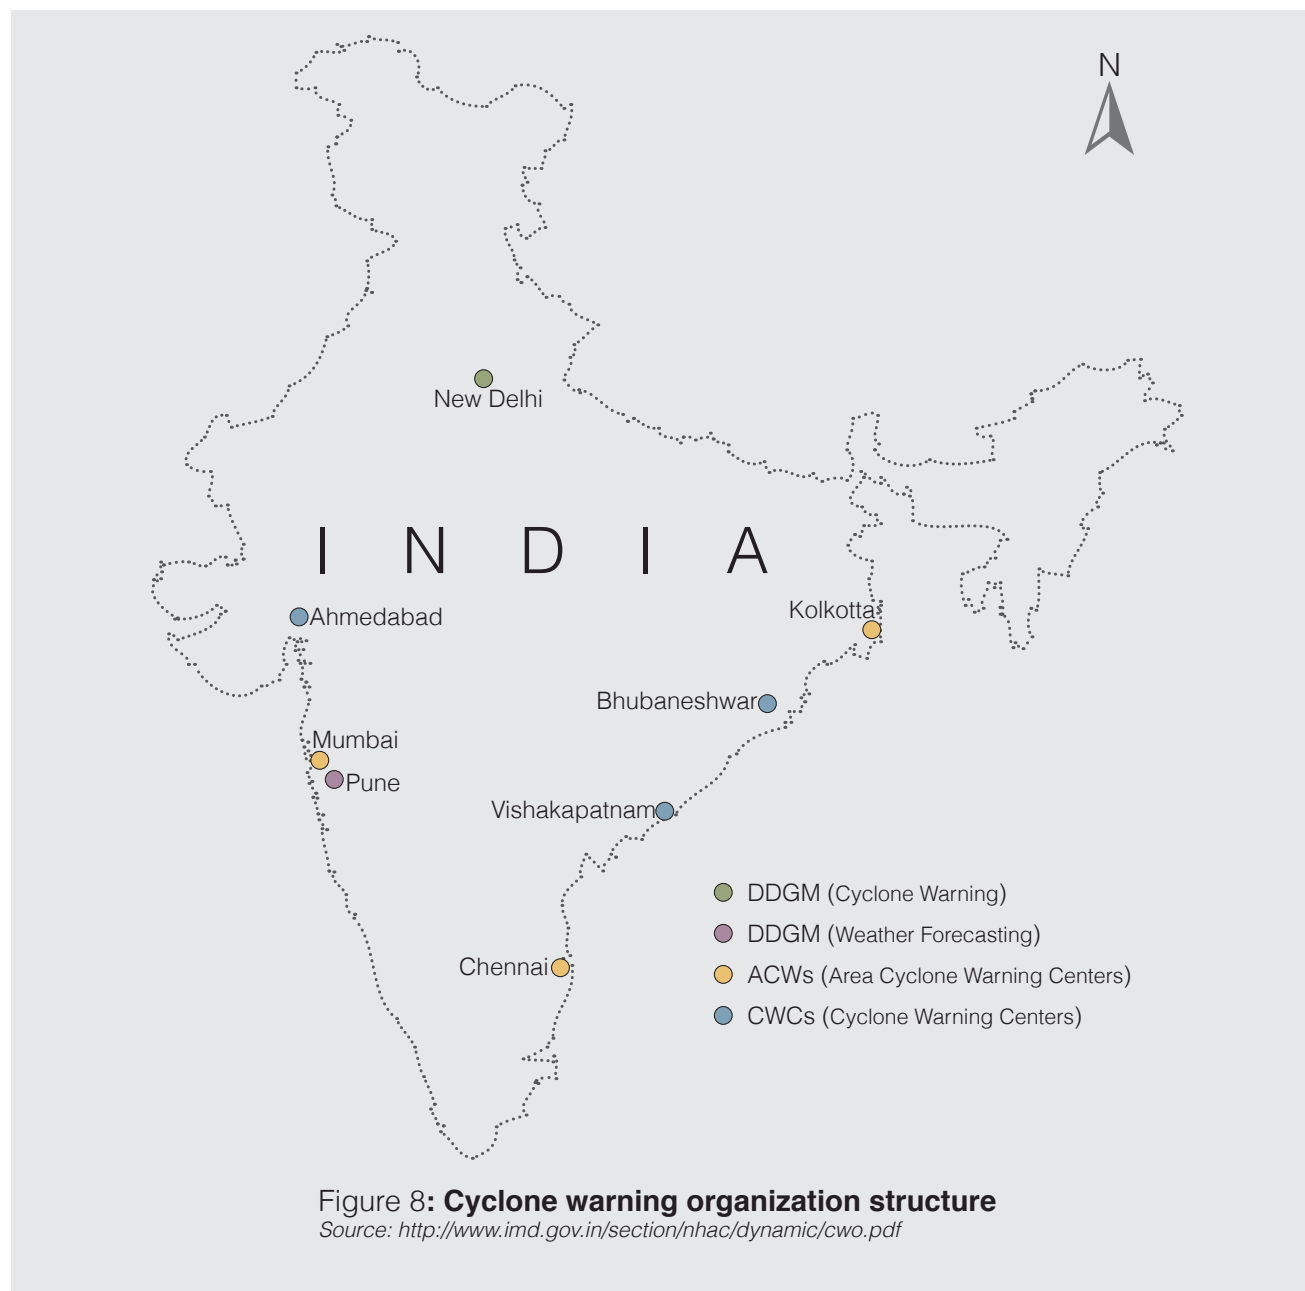 N
New Delhi
I N D I A
Ahmedabad
Kolkotta
Bhubaneshwar
Mumbai
Pune
Vishakapatnam
Chennai
DDGM (Cyclone Warning)
DDGM (Weather Forecasting)
ACWs (Area Cyclone Warning Centers)
CWCs (Cyclone Warning Centers)
Figure 8: Cyclone warning organization structure
Source: http://www.imd.gov.in/section/nhac/dynamic/cwo.pdf